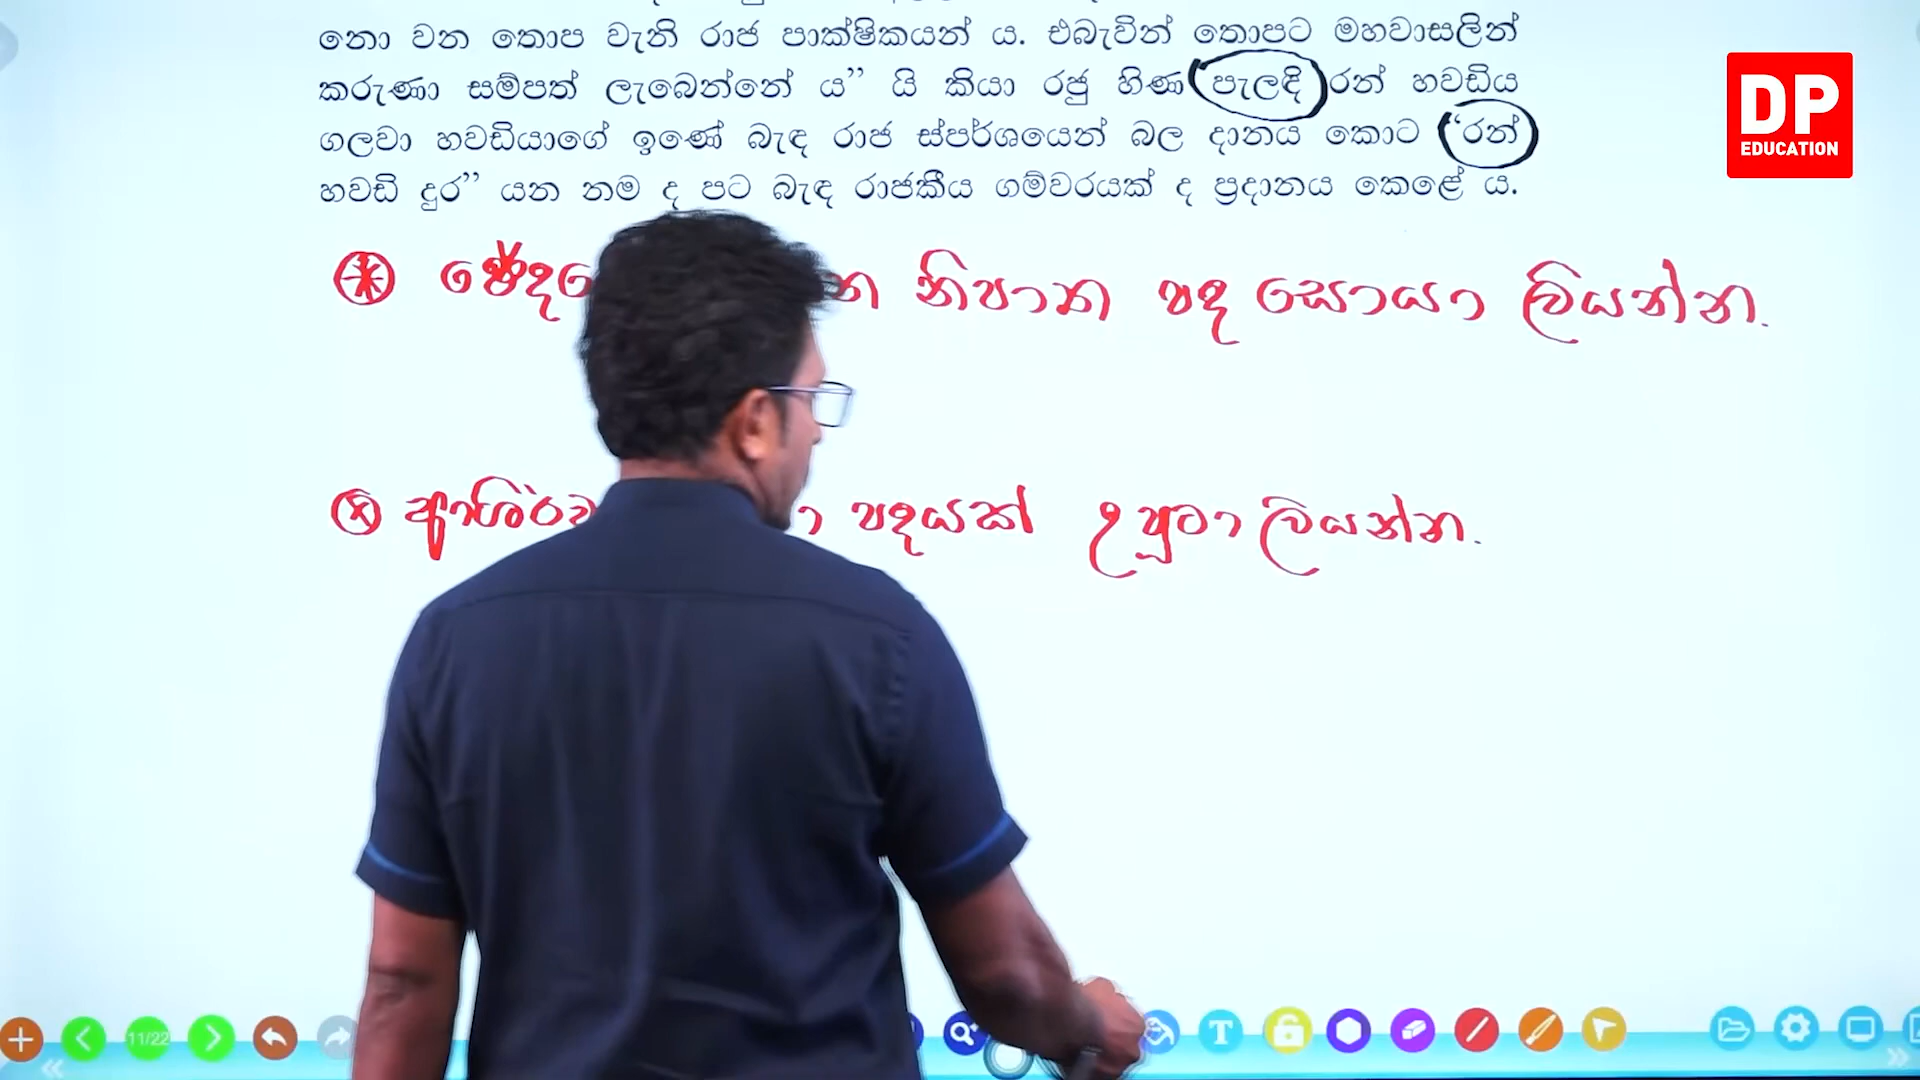 නො වන තොප වැනි රාජ පාක්ෂිකයන් ය. එබැවින් තොපට මහවාසලින්
කරුණා සම්පත් ලැබෙන්නේ ය” යි කියා රජු හිණ පැලඳි රන් හවඩිය
ගලවා හවඩියාගේ ඉණේ බැඳ රාජ ස්පර්ශයෙන් බල දානය කොට “රන්
හවඩි දුර” යන නම ද පට බැඳ රාජකීය ගම්වරයක් ද ප්‍රදානය කෙළේ ය.
නිපාත පද සොයා ලියන්න.
පදයක් උපුටා ලියන්න.
DP
EDUCATION
11/22
T